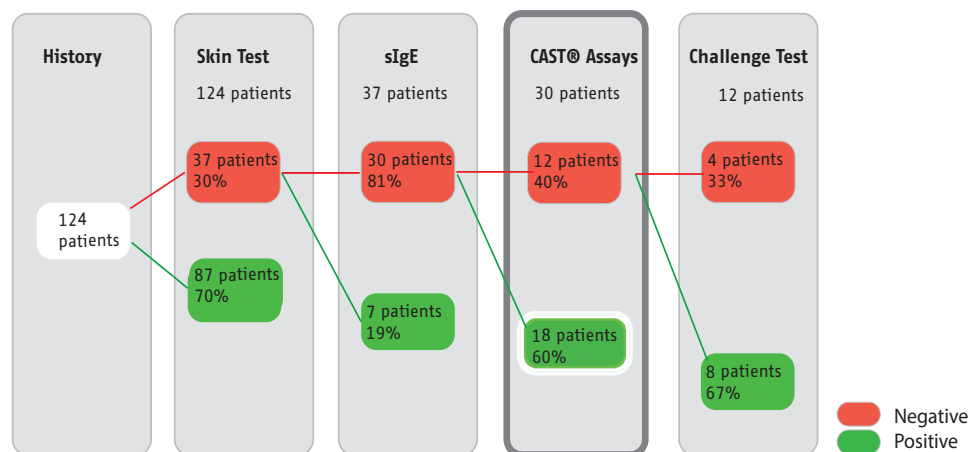 History
124
patients
Skin Test
124 patients
37 patients
30%
87 patients
70%
sIgE
37 patients
30 patients
81%
7 patients
19%
CAST® Assays
30 patients
12 patients
40%
18 patients
60%
Challenge Test
12 patients
4 patients
33%
8 patients
67%
Negative
Positive